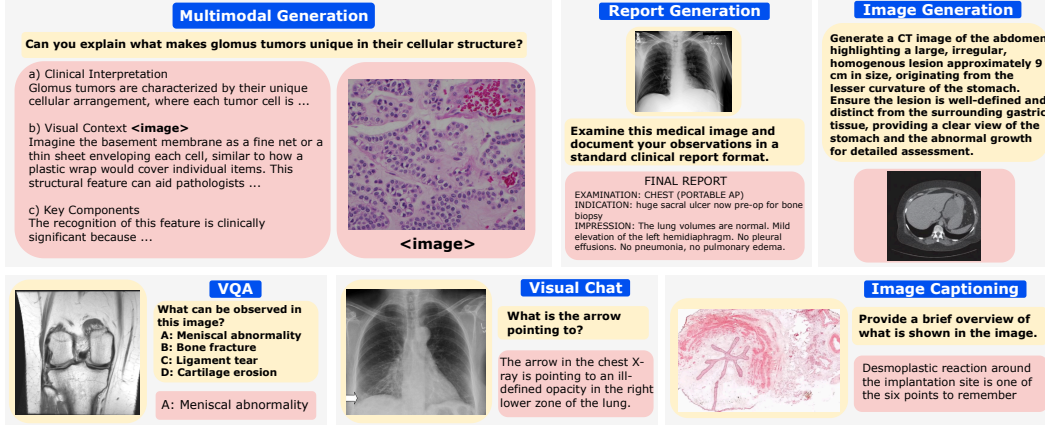 Multimodal Generation
Can you explain what makes glomus tumors unique in their cellular structure?
a) Clinical Interpretation
Glomus tumors are characterized by their unique
cellular arrangement, where each tumor cell is ...
b) Visual Context <image>
Imagine the basement membrane as a fine net or a
thin sheet enveloping each cell, similar to how a
plastic wrap would cover individual items. This
structural feature can aid pathologists ...
c) Key Components
The recognition of this feature is clinically
significant because ...
<image>
Report Generation
Examine this medical image and
document your observations in a
standard clinical report format.
FINAL REPORT
EXAMINATION: CHEST (PORTABLE AP)
INDICATION: huge sacral ulcer now pre-op for bone
biopsy
IMPRESSION: The lung volumes are normal. Mild
elevation of the left hemidiaphragm. No pleural
effusions. No pneumonia, no pulmonary edema.
Image Generation
Generate a CT image of the abdomen
highlighting a large, irregular,
homogenous lesion approximately 9
cm in size, originating from the
lesser curvature of the stomach.
Ensure the lesion is well-defined and
distinct from the surrounding gastric
tissue, providing a clear view of the
stomach and the abnormal growth
for detailed assessment.
VQA
What can be observed in
this image?
A: Meniscal abnormality
B: Bone fracture
C: Ligament tear
D: Cartilage erosion
A: Meniscal abnormality
Visual Chat
What is the arrow
pointing to?
The arrow in the chest X-
ray is pointing to an ill-
defined opacity in the right
lower zone of the lung.
Image Captioning
Provide a brief overview of
what is shown in the image.
Desmoplastic reaction around
the implantation site is one of
the six points to remember